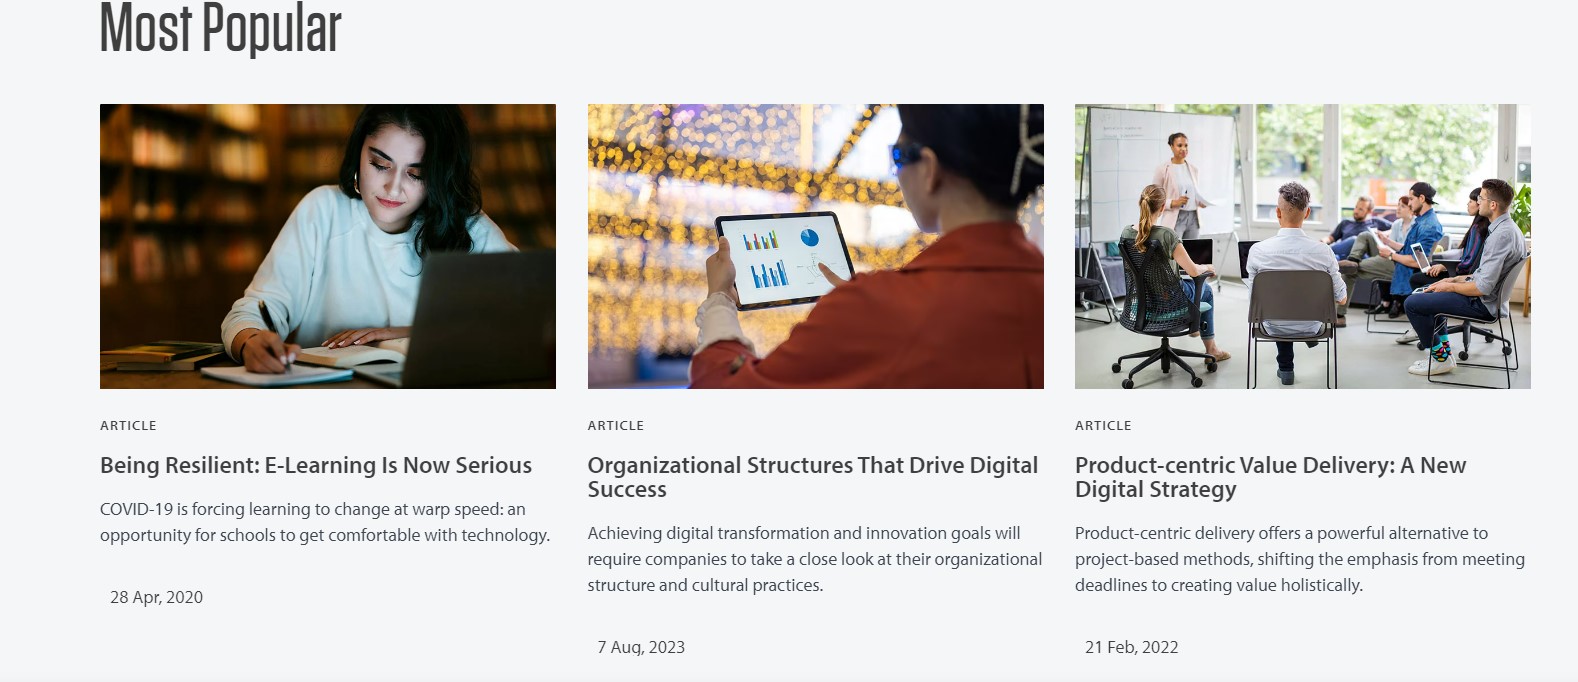 Most Popular
ARTICLE
Being Resilient: E-Learning Is Now Serious
COVID-19 is forcing learning to change at warp speed: an
opportunity for schools to get comfortable with technology.
28 Apr, 2020
ARTICLE
Organizational Structures That Drive Digital
Success
Achieving digital transformation and innovation goals will
require companies to take a close look at their organizational
structure and cultural practices.
7 Aug, 2023
ARTICLE
Product-centric Value Delivery: A New
Digital Strategy
Product-centric delivery offers a powerful alternative to
project-based methods, shifting the emphasis from meeting
deadlines to creating value holistically.
21 Feb, 2022